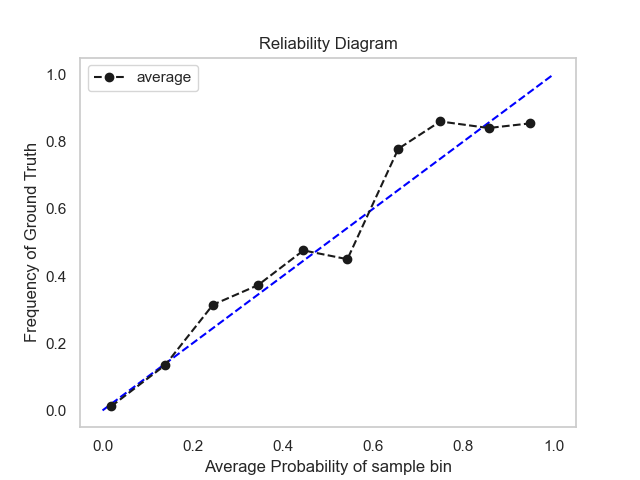 Reliability Diagram
average
Frequency of Ground Truth
1.0
0.8
0.6
0.4
0.2
0.0
0.0 0.2 0.4 0.6 0.8 1.0
Average Probability of sample bin